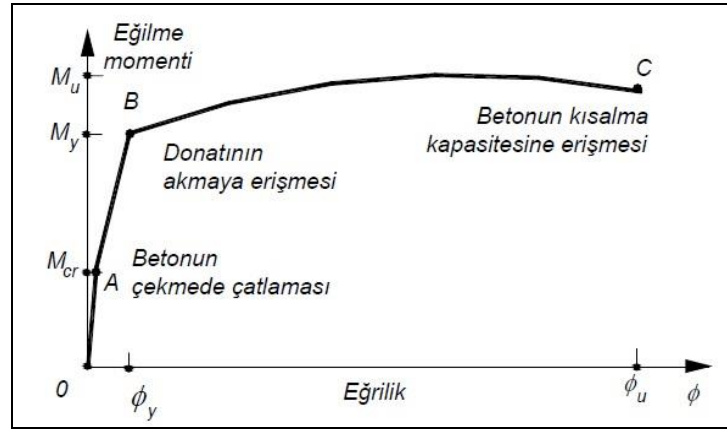 Eğilme
momenti
M_u
B
C
M_y
Betonun kısalma
kapasitesine erişmesi
Donatının
akmaya erişmesi
M_cr
A
Betonun
çekmede çatlaması
0
ϕ_y
Eğrilik
ϕ_u
ϕ